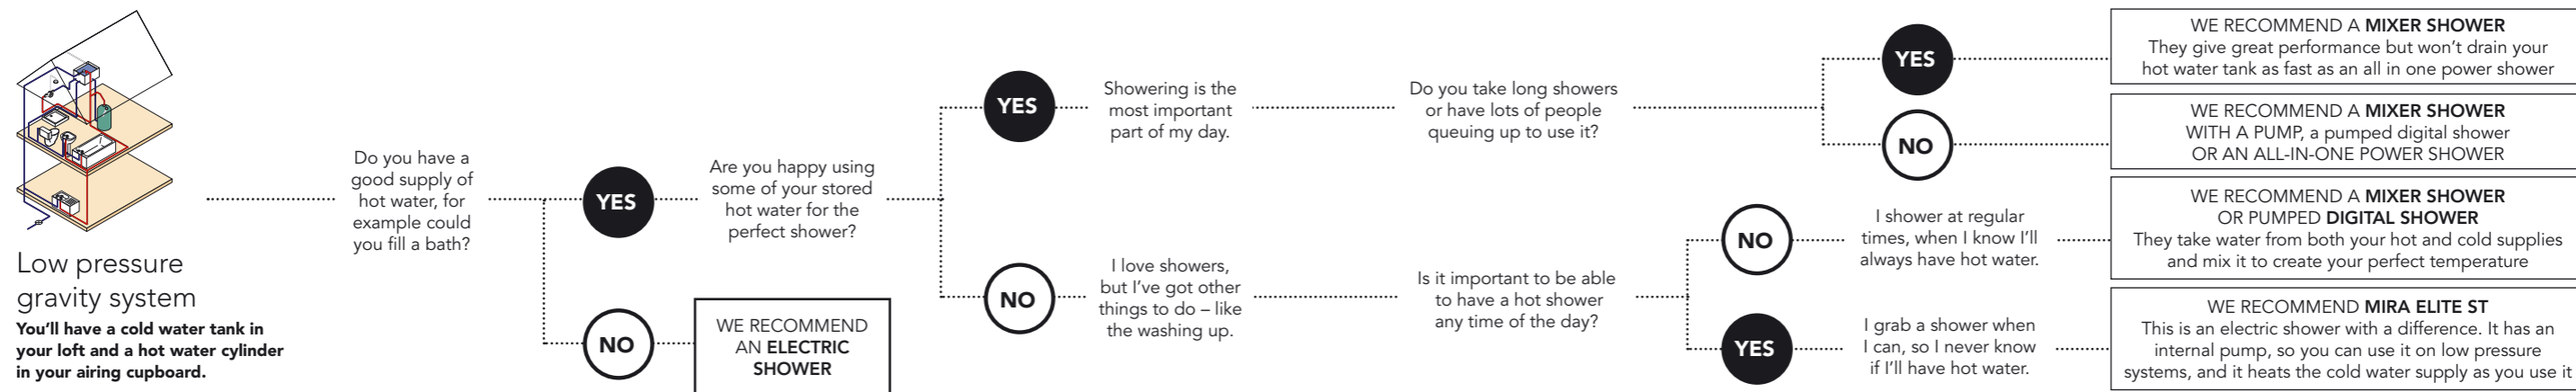 Low pressure
gravity system
You'll have a cold water tank in
your loft and a hot water cylinder
in your airing cupboard.
Do you have a
good supply of
hot water, for
example could
you fill a bath?
YES
Are you happy using
some of your stored
hot water for the
perfect shower?
NO
WE RECOMMEND
AN ELECTRIC
SHOWER
YES
Showering is the
most important
part of my day.
Do you take long showers
or have lots of people
queuing up to use it?
YES
WE RECOMMEND A MIXER SHOWER
They give great performance but won't drain your
hot water tank as fast as an all in one power shower
NO
WE RECOMMEND A MIXER SHOWER
WITH A PUMP, a pumped digital shower
OR AN ALL-IN-ONE POWER SHOWER
NO
I love showers,
but I've got other
things to do – like
the washing up.
Is it important to be able
to have a hot shower
any time of the day?
NO
I shower at regular
times, when I know I'll
always have hot water.
WE RECOMMEND A MIXER SHOWER
OR PUMPED DIGITAL SHOWER
They take water from both your hot and cold supplies
and mix it to create your perfect temperature
YES
I grab a shower when
I can, so I never know
if I'll have hot water.
WE RECOMMEND MIRA ELITE ST
This is an electric shower with a difference. It has an
internal pump, so you can use it on low pressure
systems, and it heats the cold water supply as you use it